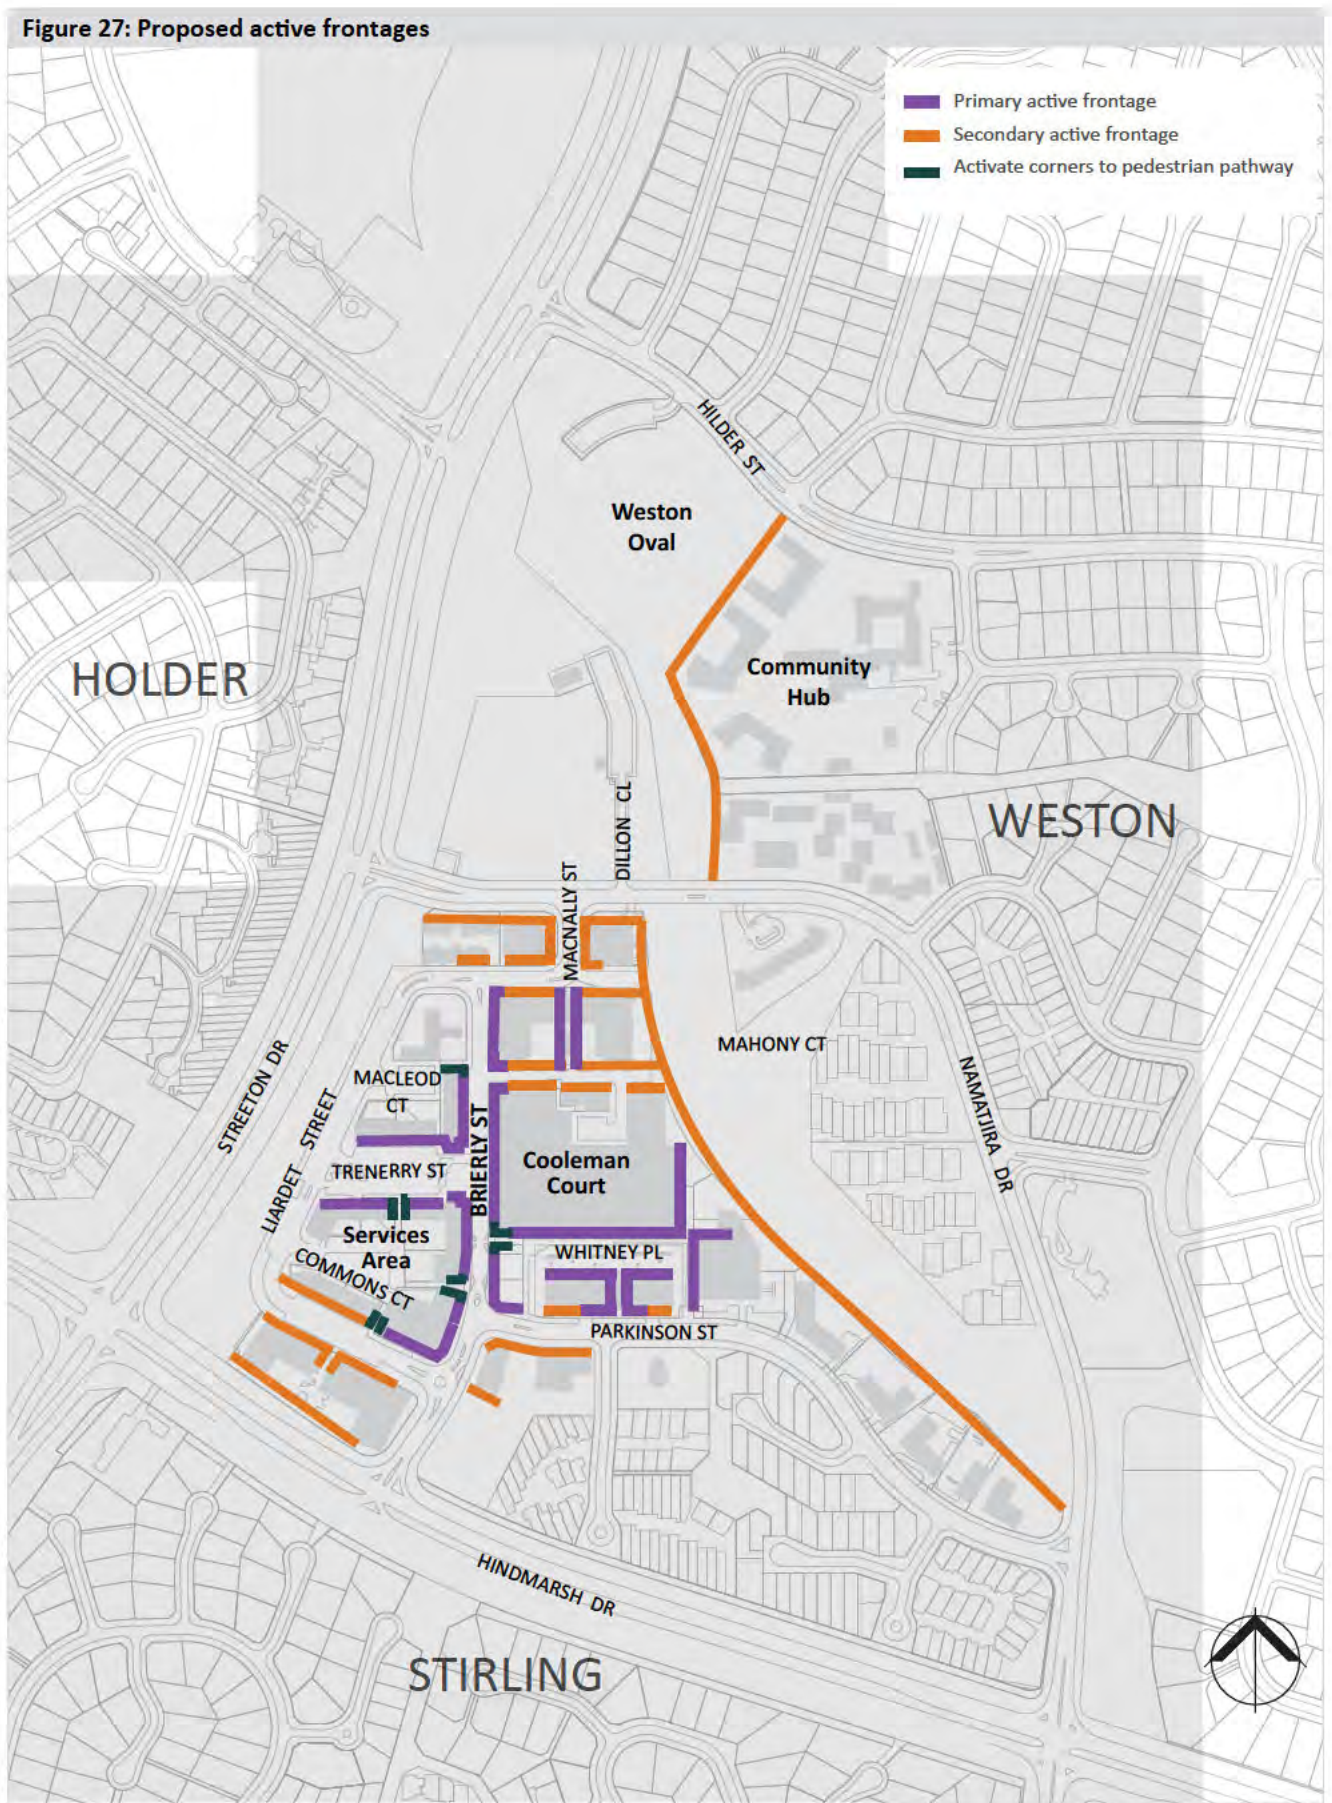 Figure 27: Proposed active frontages
Primary active frontage
Secondary active frontage
Activate corners to pedestrian pathway
HILDER ST
Weston
Oval
HOLDER
Community
Hub
WESTON
DILLON CL
MACNALLY ST
MAHONY CT
STREETON DR
MACLEOD
CT
NAMATJIRA DR
LIARDET STREET
BRIERLY ST
TRENERRY ST
Cooleman
Court
Services
Area
COMMONS CT
WHITNEY PL
PARKINSON ST
HINDMARSH DR
STIRLING